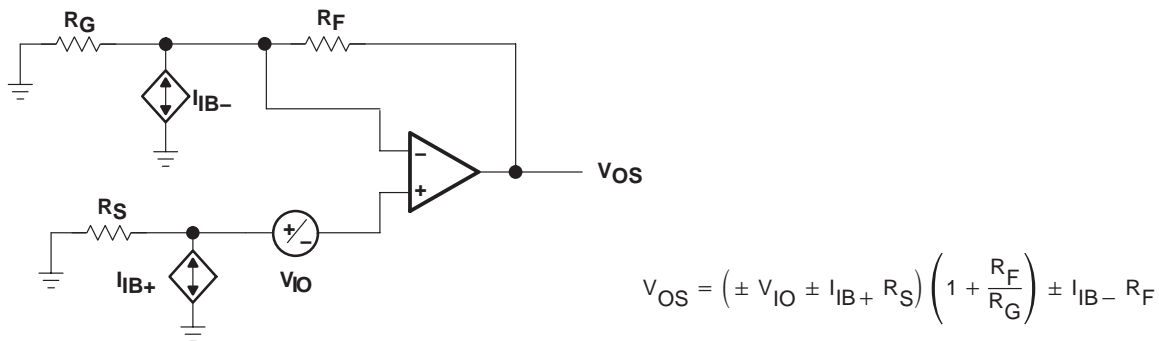 RG
RF
IIB–
–
+
VOS
RS
+/–
IIB+
VIO
VOS = (± VIO ± IIB+ RS) (1 + RF/RG) ± IIB– RF